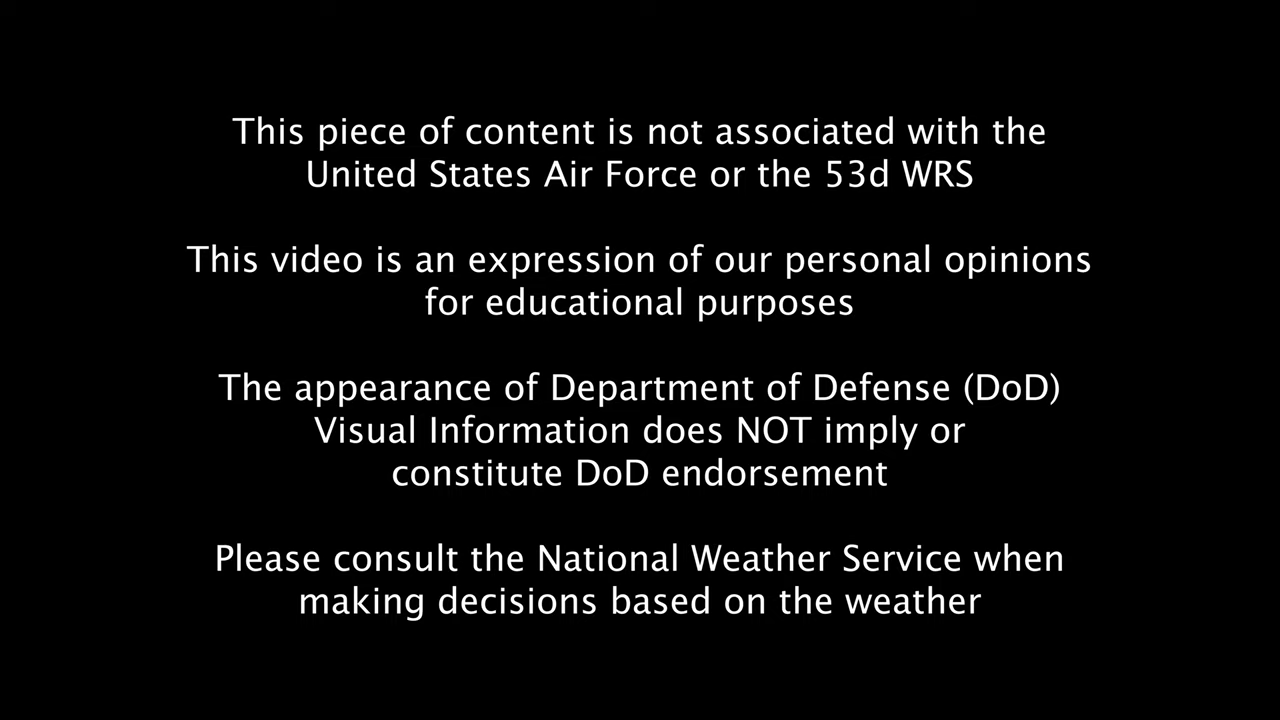 This piece of content is not associated with the
United States Air Force or the 53d WRS
This video is an expression of our personal opinions
for educational purposes
The appearance of Department of Defense (DoD)
Visual Information does NOT imply or
constitute DoD endorsement
Please consult the National Weather Service when
making decisions based on the weather